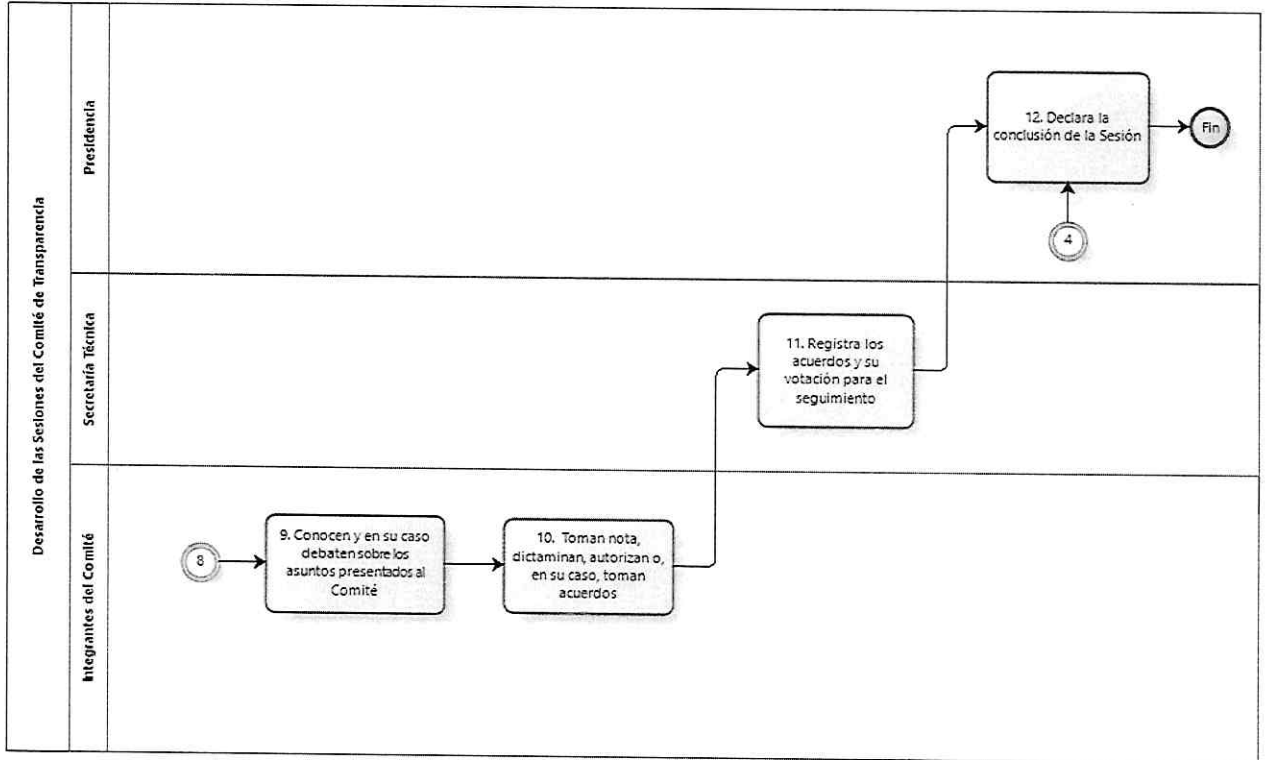 Desarrollo de las Sesiones del Comité de Transparencia
Presidencia
12. Declara la
conclusión de la Sesión
Fin
4
Secretaría Técnica
11. Registra los
acuerdos y su
votación para el
seguimiento
Integrantes del Comité
8
9. Conocen y en su caso
debaten sobre los
asuntos presentados al
Comité
10. Toman nota,
dictaminan, autorizan o,
en su caso, toman
acuerdos